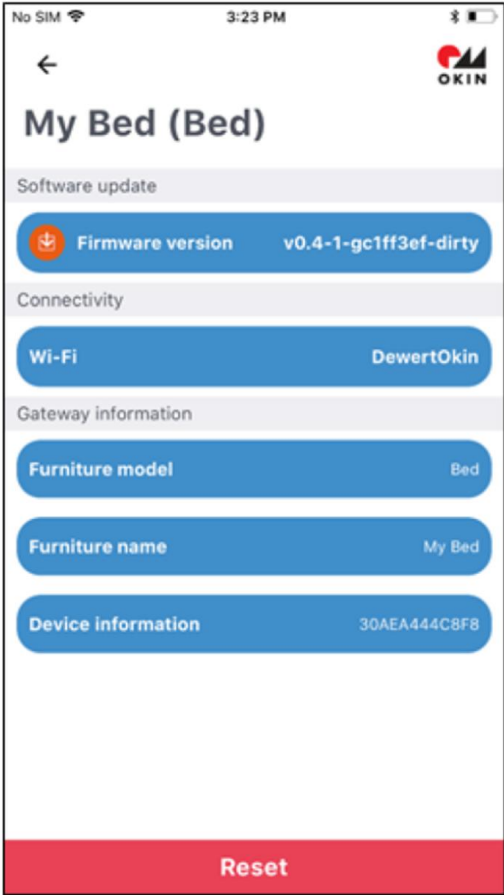 No SIM 3:23 PM
OKIN
My Bed (Bed)
Software update
Firmware version v0.4-1-gc1ff3ef-dirty
Connectivity
Wi-Fi DewertOkin
Gateway information
Furniture model Bed
Furniture name My Bed
Device information 30AEA444C8F8
Reset